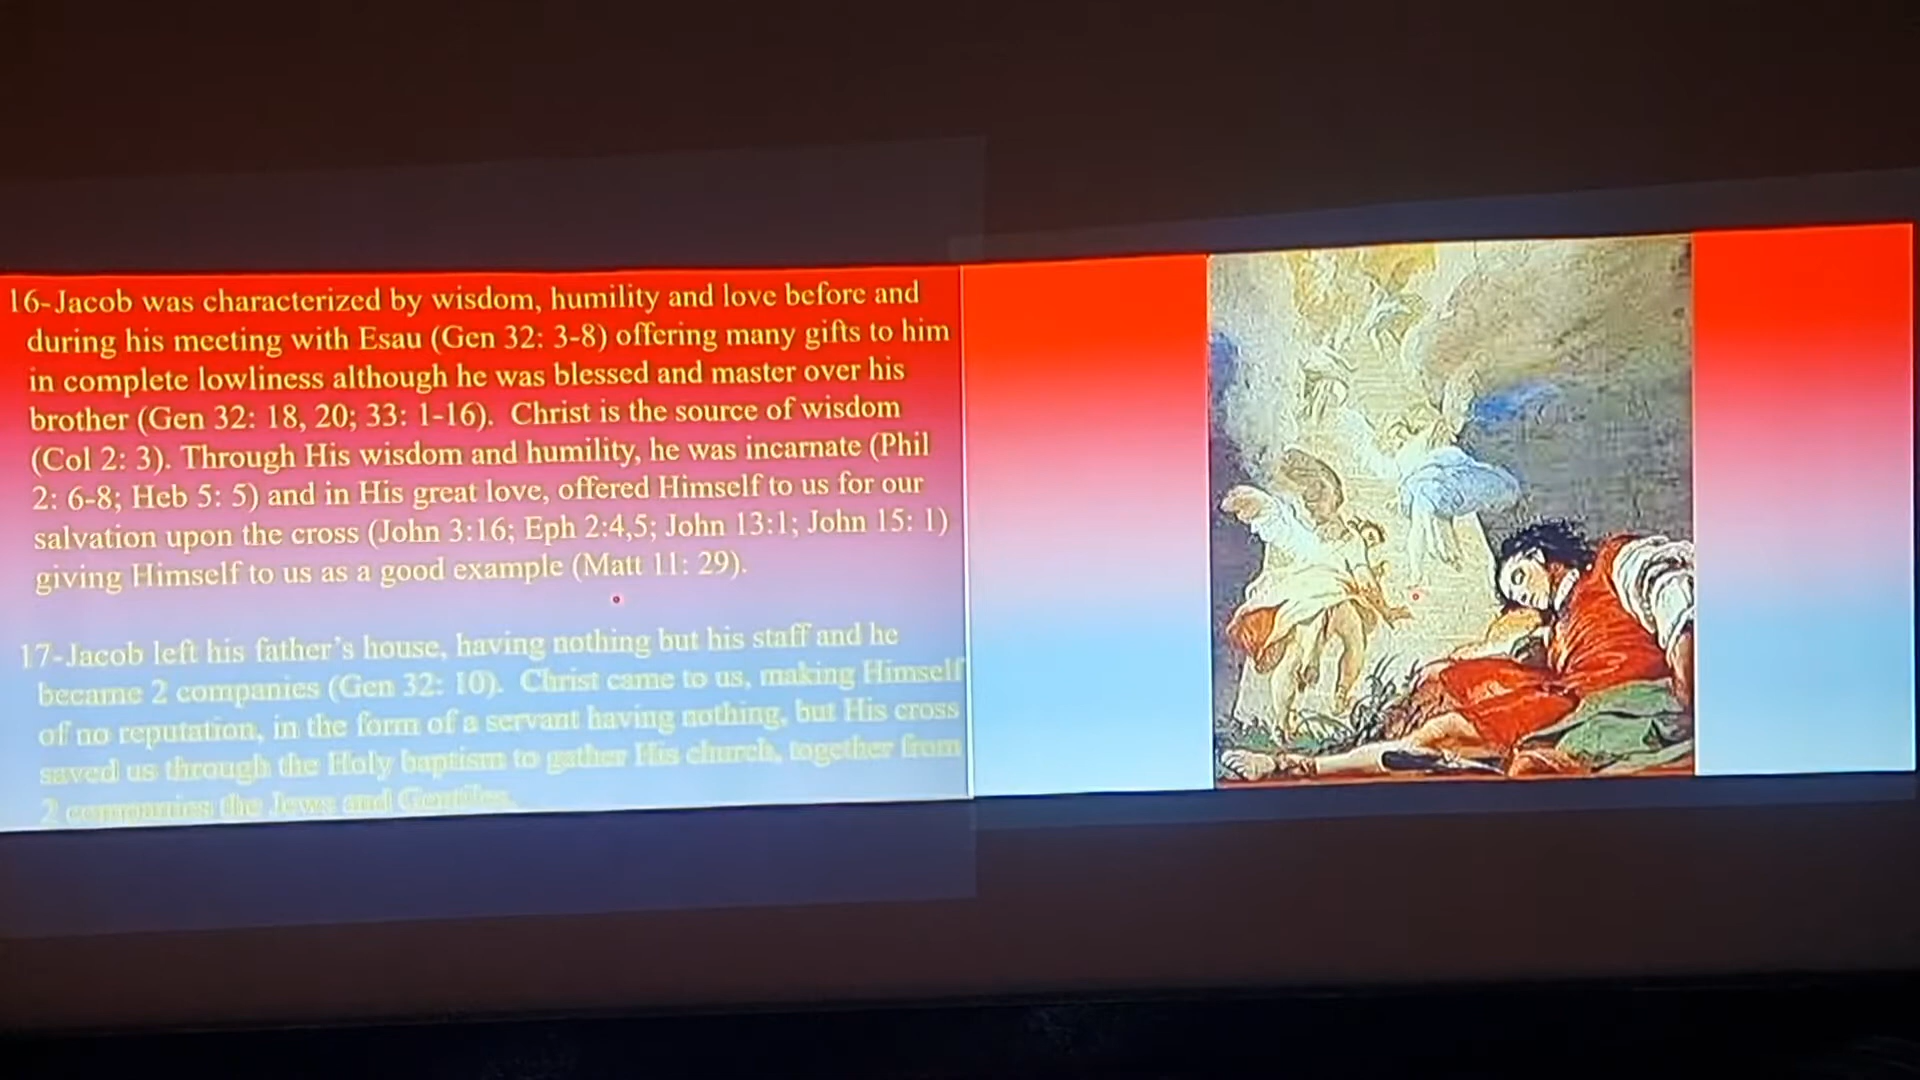 16-Jacob was characterized by wisdom, humility and love before and
during his meeting with Esau (Gen 32: 3-8) offering many gifts to him
in complete lowliness although he was blessed and master over his
brother (Gen 32: 18, 20; 33: 1-16). Christ is the source of wisdom
(Col 2: 3). Through His wisdom and humility, he was incarnate (Phil
2: 6-8; Heb 5: 5) and in His great love, offered Himself to us for our
salvation upon the cross (John 3:16; Eph 2:4,5; John 13:1; John 15: 1)
giving Himself to us as a good example (Matt 11: 29).
17-Jacob left his father's house, having nothing but his staff and he
became 2 companies (Gen 32: 10). Christ came to us, making Himself
of no reputation, in the form of a servant having nothing, but His cross
saved us through the Holy baptism to gather His church, together from
2 companies the Jews and Gentiles.